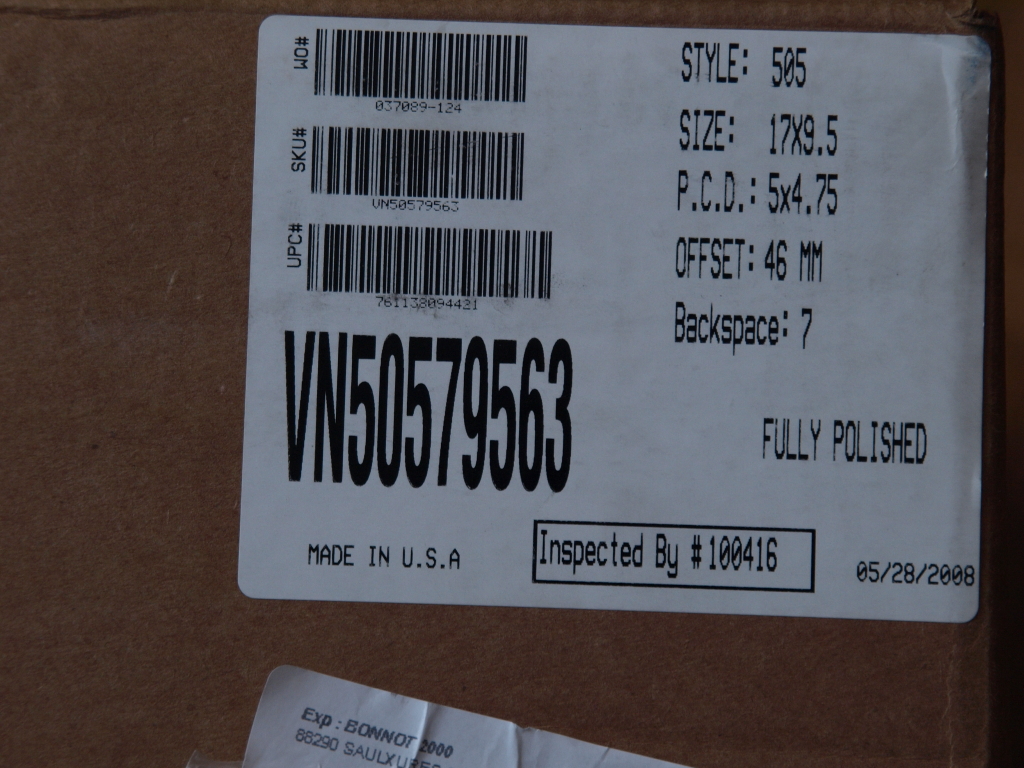 WO#
037089-124
SKU#
VN50579563
UPC#
761138094421
VN50579563
STYLE: 505
SIZE: 17X9.5
P.C.D.: 5x4.75
OFFSET: 46 MM
Backspace: 7
FULLY POLISHED
MADE IN U.S.A
Inspected By #100416
05/28/2008
Exp : BONNOT 2000
88290 SAULXURES